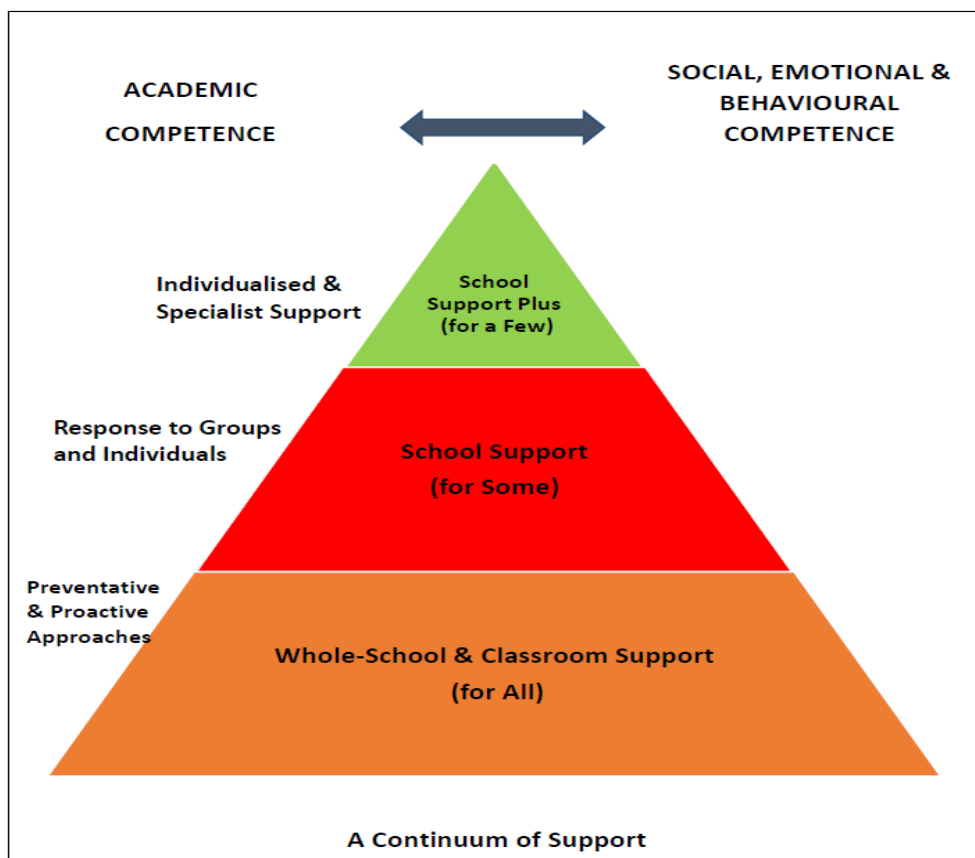 ACADEMIC
COMPETENCE
SOCIAL, EMOTIONAL &
BEHAVIOURAL
COMPETENCE
Individualised &
Specialist Support
School
Support Plus
(for a Few)
Response to Groups
and Individuals
School Support
(for Some)
Preventative
& Proactive
Approaches
Whole-School & Classroom Support
(for All)
A Continuum of Support